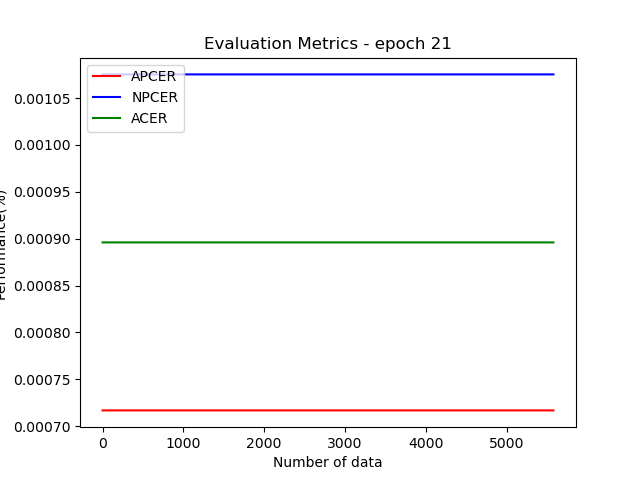 Evaluation Metrics - epoch 21
APCER
NPCER
ACER
0.00105
0.00100
0.00095
0.00090
0.00085
0.00080
0.00075
0.00070
Performance(%)
0 1000 2000 3000 4000 5000
Number of data